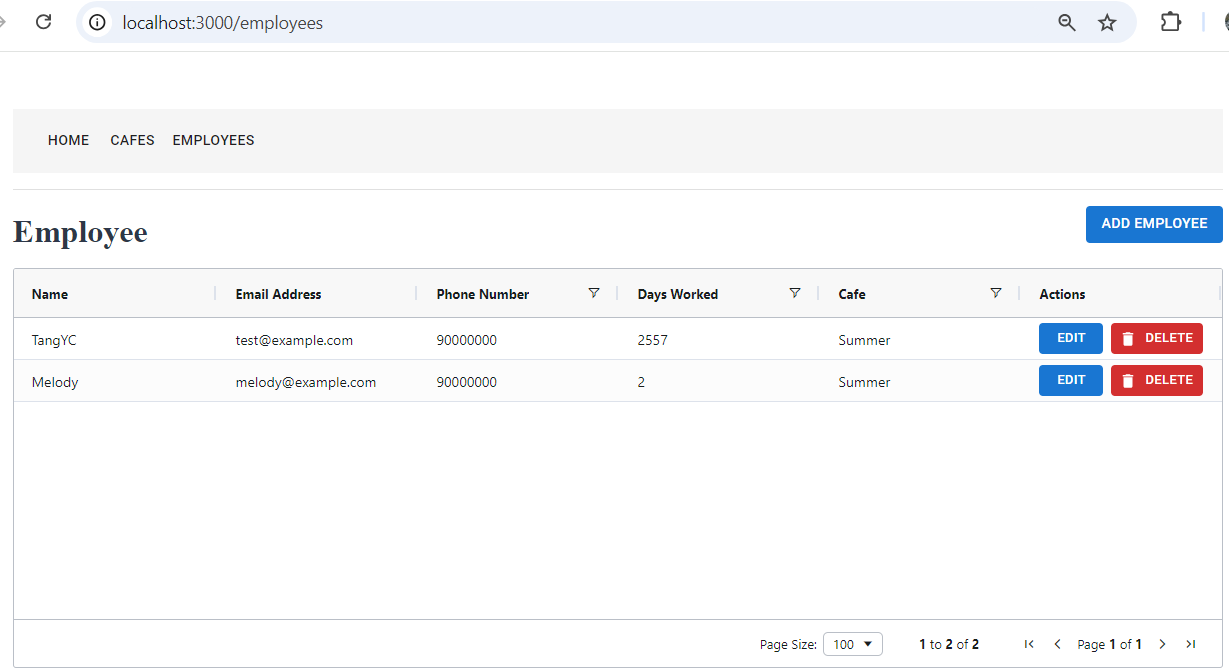 localhost:3000/employees
HOME CAFES EMPLOYEES
Employee
ADD EMPLOYEE
Name Email Address Phone Number Days Worked Cafe Actions
TangYC test@example.com 90000000 2557 Summer EDIT DELETE
Melody melody@example.com 90000000 2 Summer EDIT DELETE
Page Size: 100 1 to 2 of 2 Page 1 of 1